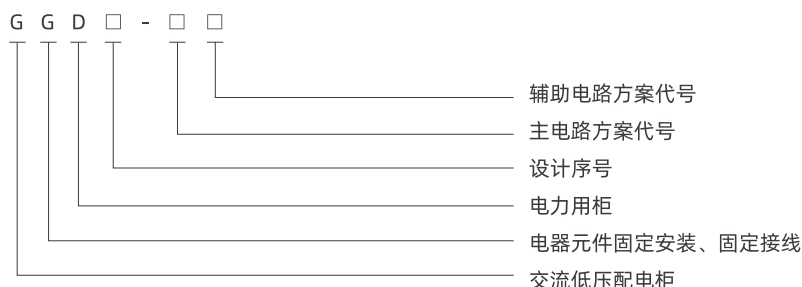 G G D □ - □ □
辅助电路方案代号
主电路方案代号
设计序号
电力用柜
电器元件固定安装、固定接线
交流低压配电柜